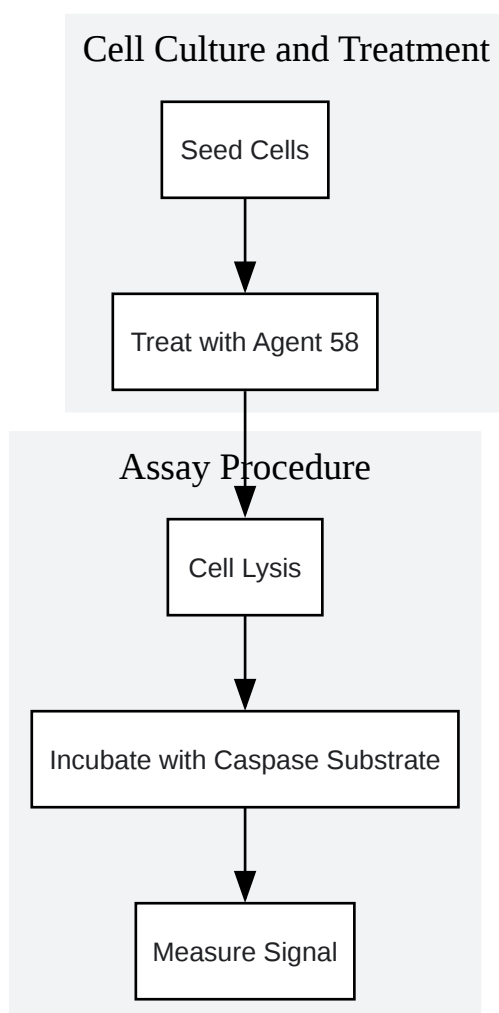 Cell Culture and Treatment
Seed Cells
Treat with Agent 58
Assay Procedure
Cell Lysis
Incubate with Caspase Substrate
Measure Signal